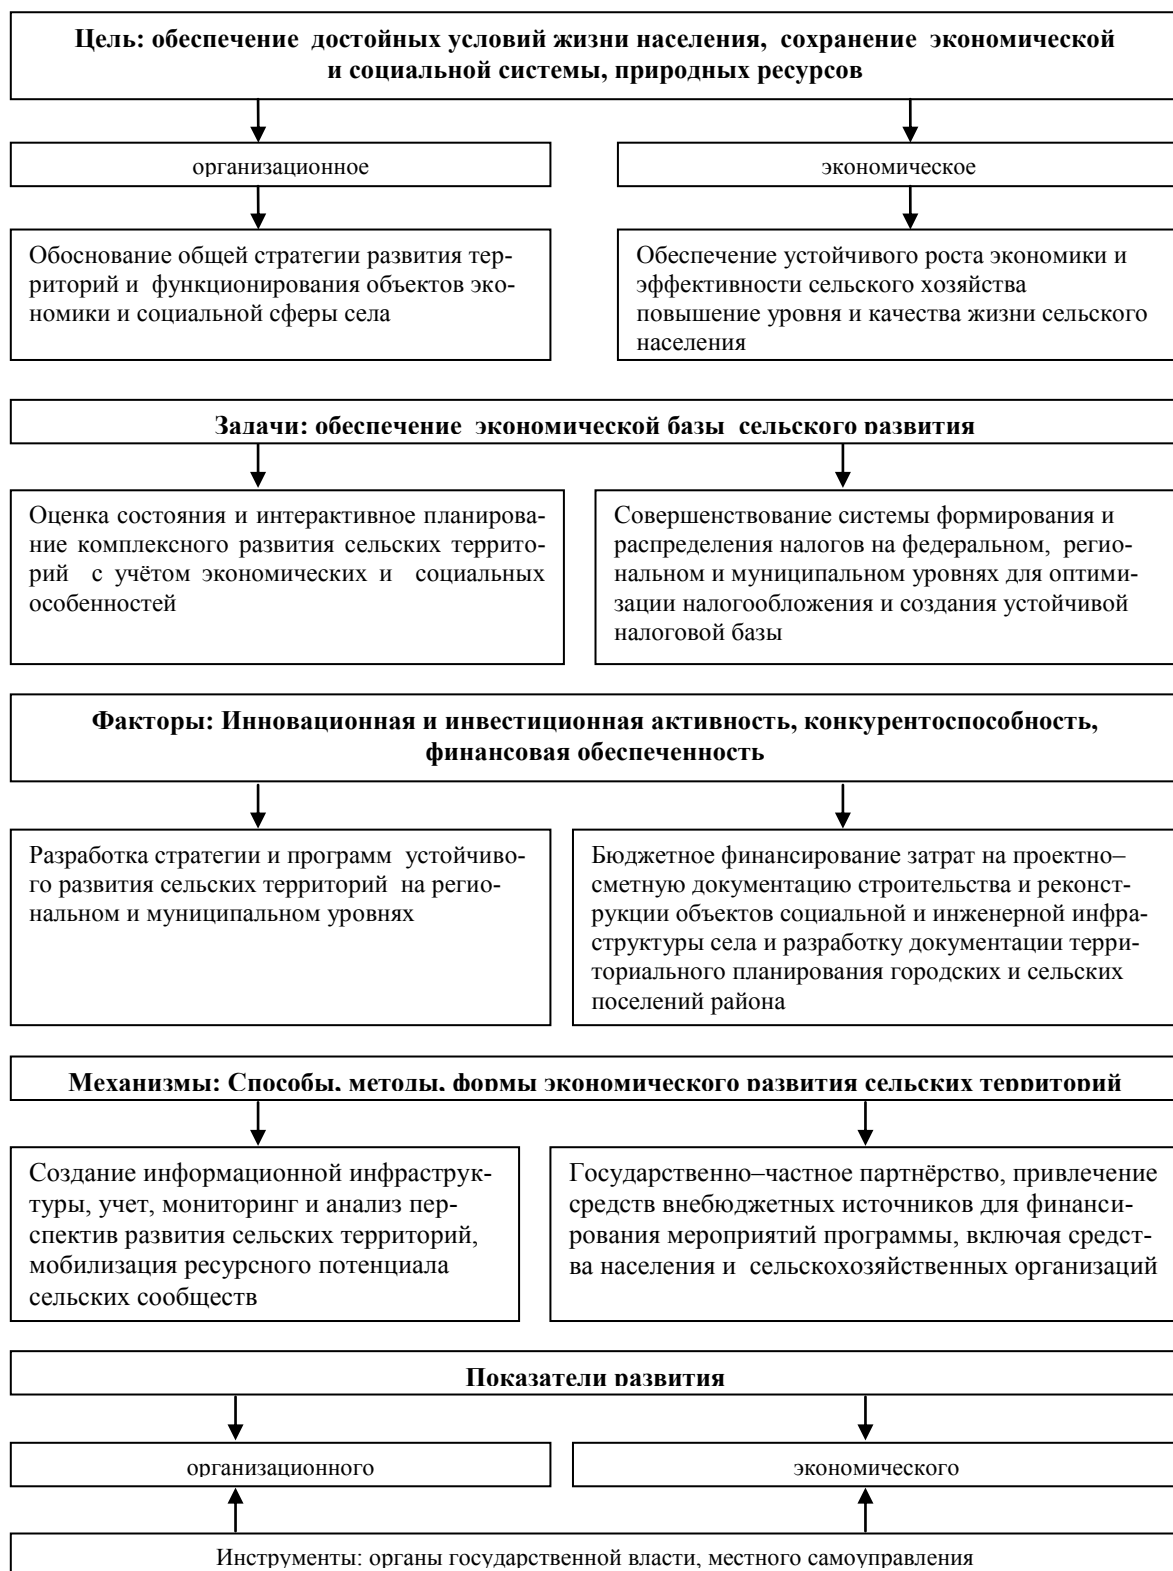 Цель: обеспечение достойных условий жизни населения, сохранение экономической
и социальной системы, природных ресурсов
организационное
экономическое
Обоснование общей стратегии развития тер-
риторий и функционирования объектов эко-
номики и социальной сферы села
Обеспечение устойчивого роста экономики и
эффективности сельского хозяйства
повышение уровня и качества жизни сельского
населения
Задачи: обеспечение экономической базы сельского развития
Оценка состояния и интерактивное планирова-
ние комплексного развития сельских террито-
рий с учётом экономических и социальных
особенностей
Совершенствование системы формирования и
распределения налогов на федеральном, регио-
нальном и муниципальном уровнях для оптими-
зации налогообложения и создания устойчивой
налоговой базы
Факторы: Инновационная и инвестиционная активность, конкурентоспособность,
финансовая обеспеченность
Разработка стратегии и программ устойчиво-
го развития сельских территорий на регио-
нальном и муниципальном уровнях
Бюджетное финансирование затрат на проектно–
сметную документацию строительства и реконст-
рукции объектов социальной и инженерной инфра-
структуры села и разработку документации терри-
ториального планирования городских и сельских
поселений района
Механизмы: Способы, методы, формы экономического развития сельских территорий
Создание информационной инфраструк-
туры, учет, мониторинг и анализ пер-
спектив развития сельских территорий,
мобилизация ресурсного потенциала
сельских сообществ
Государственно–частное партнёрство, привлечение
средств внебюджетных источников для финанси-
рования мероприятий программы, включая средст-
ва населения и сельскохозяйственных организаций
Показатели развития
организационного
экономического
Инструменты: органы государственной власти, местного самоуправления